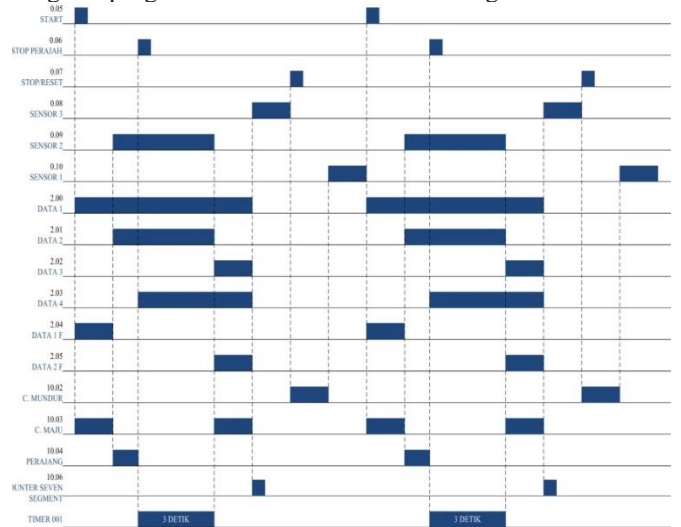 0.05
START
0.06
STOP PERAJAH
0.07
STOP/RESET
0.08
SENSOR 3
0.09
SENSOR 2
0.10
SENSOR 1
2.00
DATA 1
2.01
DATA 2
2.02
DATA 3
2.03
DATA 4
2.04
DATA 1 F
2.05
DATA 2 F
10.02
C. MUNDUR
10.03
C. MAJU
10.04
PERAJANG
10.06
OUNTER SEVEN
SEGMENT
TIMER 001
3 DETIK
3 DETIK